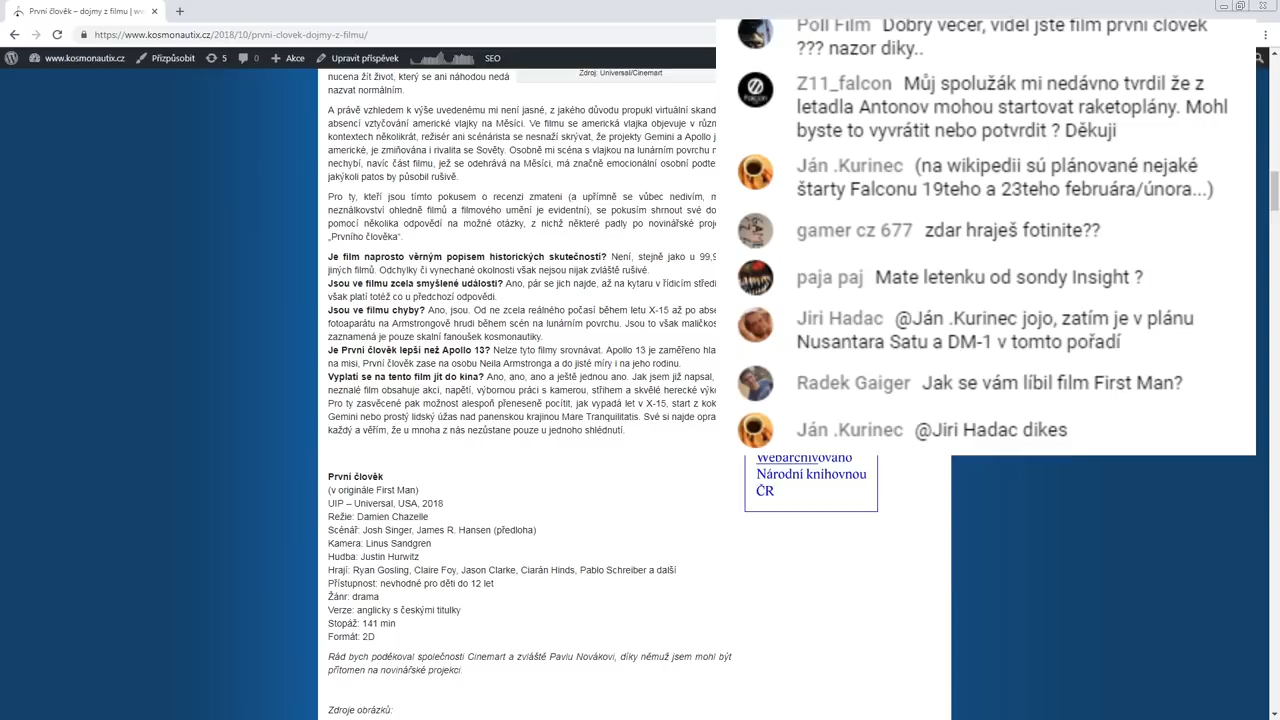 První člověk – dojmy z filmu | ww
https://www.kosmonautix.cz/2018/10/prvni-clovek-dojmy-z-filmu/
www.kosmonautix.cz Přizpůsobit 5 0 Akce Upravit příspěvek SEO
nucena žít život, který se ani náhodou nedá
nazvat normálním.
Zdroj: Universal/Cinemart
A právě vzhledem k výše uvedenému mi není jasné, z jakého důvodu propukl virtuální skand
absencí vztyčování americké vlajky na Měsíci. Ve filmu se americká vlajka objevuje v různ
kontextech několikrát, režisér ani scénárista se nesnaží skrývat, že projekty Gemini a Apollo j
americké, je zmiňována i rivalita se Sověty. Osobně mi scéna s vlajkou na lunárním povrchu n
nechybí, navíc část filmu, jež se odehrává na Měsíci, má značně emocionální osobní podte
jakýkoli patos by působil rušivě.
Pro ty, kteří jsou tímto pokusem o recenzi zmateni (a upřímně se vůbec nedivím, m
neználkovství ohledně filmů a filmového umění je evidentní), se pokusím shrnout své do
pomocí několika odpovědí na možné otázky, z nichž některé padly po novinářské proje
„Prvního člověka“.
Je film naprosto věrným popisem historických skutečností? Není, stejně jako u 99,9
jiných filmů. Odchylky či vynechané okolnosti však nejsou nijak zvláště rušivé.
Jsou ve filmu zcela smyšlené události? Ano, pár se jich najde, až na kytaru v řídicím středi
však platí totéž co u předchozí odpovědi.
Jsou ve filmu chyby? Ano, jsou. Od ne zcela reálného počasí během letu X-15 až po abse
fotoaparátu na Armstrongově hrudi během scén na lunárním povrchu. Jsou to však maličkos
zaznamená je pouze skalní fanoušek kosmonautiky.
Je První člověk lepší než Apollo 13? Nelze tyto filmy srovnávat. Apollo 13 je zaměřeno hla
na misi, První člověk zase na osobu Neila Armstronga a do jisté míry i na jeho rodinu.
Vyplatí se na tento film jít do kina? Ano, ano, ano a ještě jednou ano. Jak jsem již napsal,
neznalé film obsahuje akci, napětí, výbornou práci s kamerou, střihem a skvělé herecké výk
Pro ty zasvěcené pak možnost alespoň přeneseně pocítit, jak vypadá let v X-15, start z kok
Gemini nebo prostý lidský úžas nad panenskou krajinou Mare Tranquilitatis. Své si najde opra
každý a věřím, že u mnoha z nás nezůstane pouze u jednoho shlédnutí.
První člověk
(v originále First Man)
UIP – Universal, USA, 2018
Režie: Damien Chazelle
Scénář: Josh Singer, James R. Hansen (předloha)
Kamera: Linus Sandgren
Hudba: Justin Hurwitz
Hrají: Ryan Gosling, Claire Foy, Jason Clarke, Ciarán Hinds, Pablo Schreiber a další
Přístupnost: nevhodné pro děti do 12 let
Žánr: drama
Verze: anglicky s českými titulky
Stopáž: 141 min
Formát: 2D
Rád bych poděkoval společnosti Cinemart a zvláště Pavlu Novákovi, díky němuž jsem mohl být
přítomen na novinářské projekci.
Zdroje obrázků:
Poll Film Dobrý večer, viděl jste film první člověk
??? nazor diky..
Z11_falcon Můj spolužák mi nedávno tvrdil že z
letadla Antonov mohou startovat raketoplány. Mohl
byste to vyvrátit nebo potvrdit ? Děkuji
Ján .Kurinec (na wikipedii sú plánované nejaké
štarty Falconu 19teho a 23teho februára/února...)
gamer cz 677 zdar hraješ fotinite??
paja paj Mate letenku od sondy Insight ?
Jiri Hadac @Ján .Kurinec jojo, zatím je v plánu
Nusantara Satu a DM-1 v tomto pořadí
Radek Gaiger Jak se vám líbil film First Man?
Ján .Kurinec @Jiri Hadac dikes
Webarchivováno
Národní knihovnou
ČR